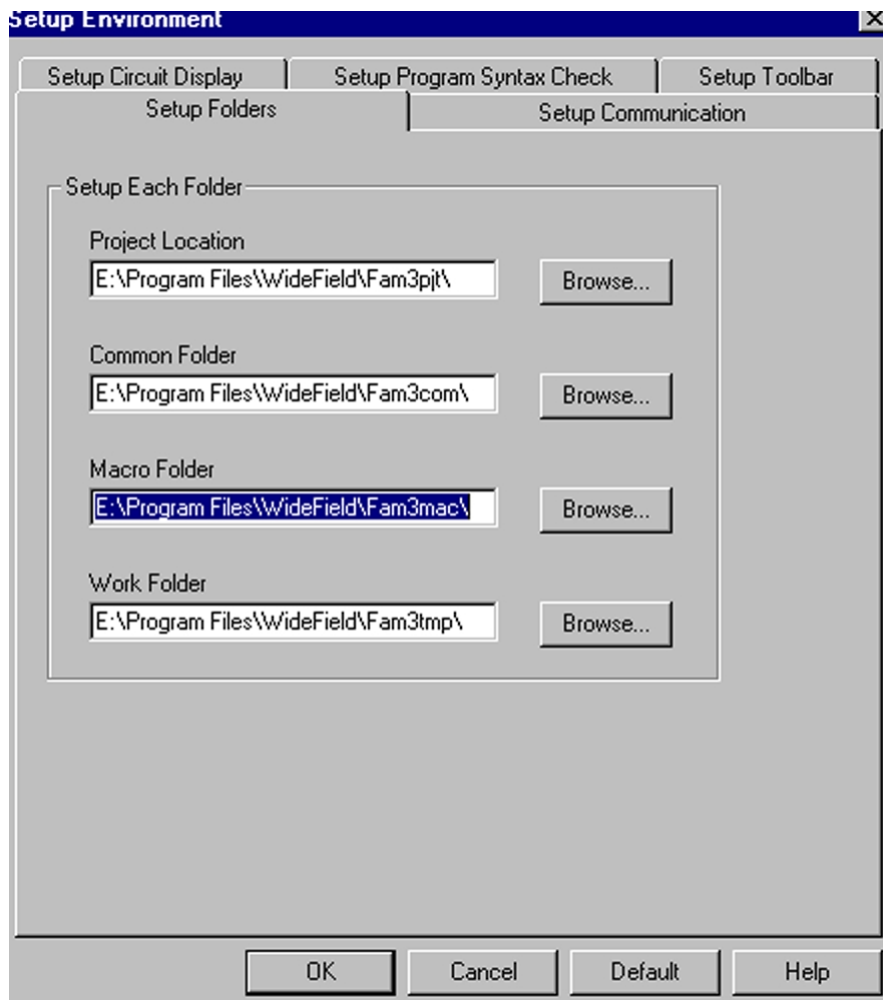 Setup Environment
Setup Circuit Display Setup Program Syntax Check Setup Toolbar
Setup Folders Setup Communication
Setup Each Folder
Project Location
E:\Program Files\WideField\Fam3pjt\ Browse...
Common Folder
E:\Program Files\WideField\Fam3com\ Browse...
Macro Folder
E:\Program Files\WideField\Fam3mac\ Browse...
Work Folder
E:\Program Files\WideField\Fam3tmp\ Browse...
OK Cancel Default Help